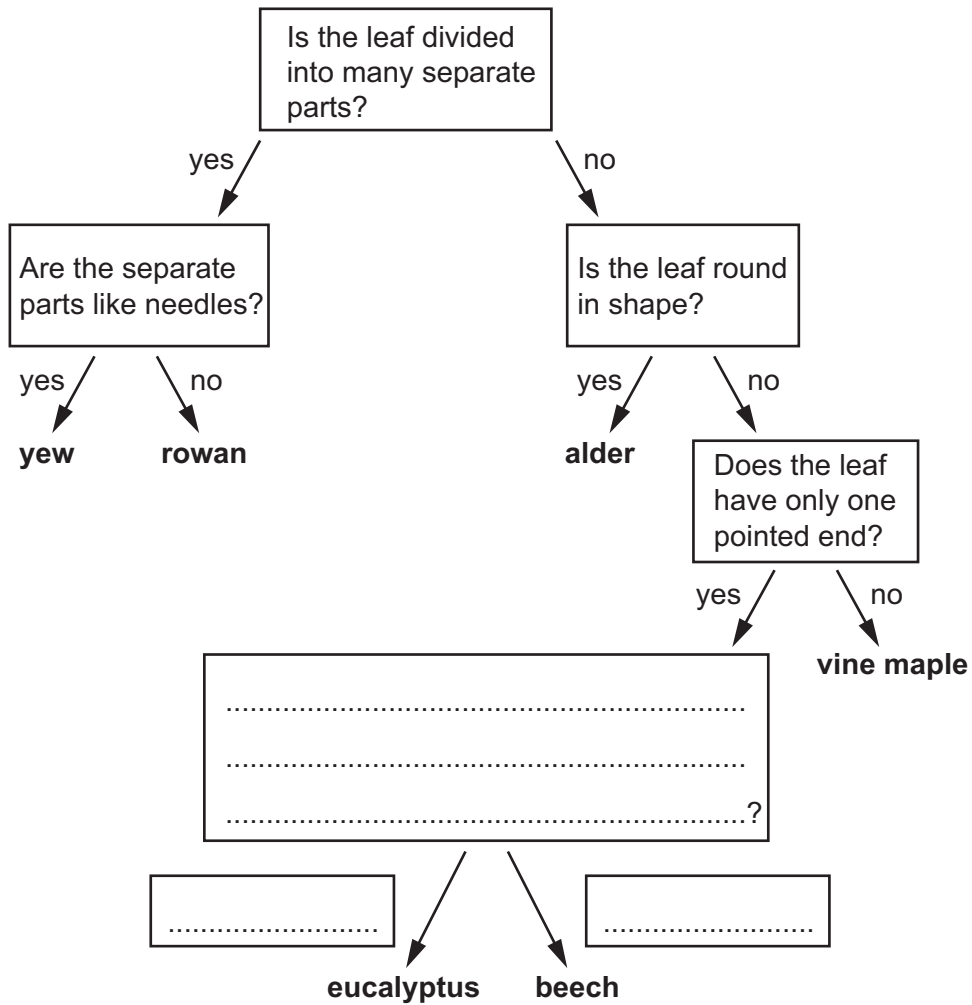 Is the leaf divided
into many separate
parts?
yes
no
Are the separate
parts like needles?
Is the leaf round
in shape?
yes
no
yes
no
yew
rowan
alder
Does the leaf
have only one
pointed end?
yes
no
vine maple
................................................................
................................................................
................................................................?
..........................
..........................
eucalyptus
beech